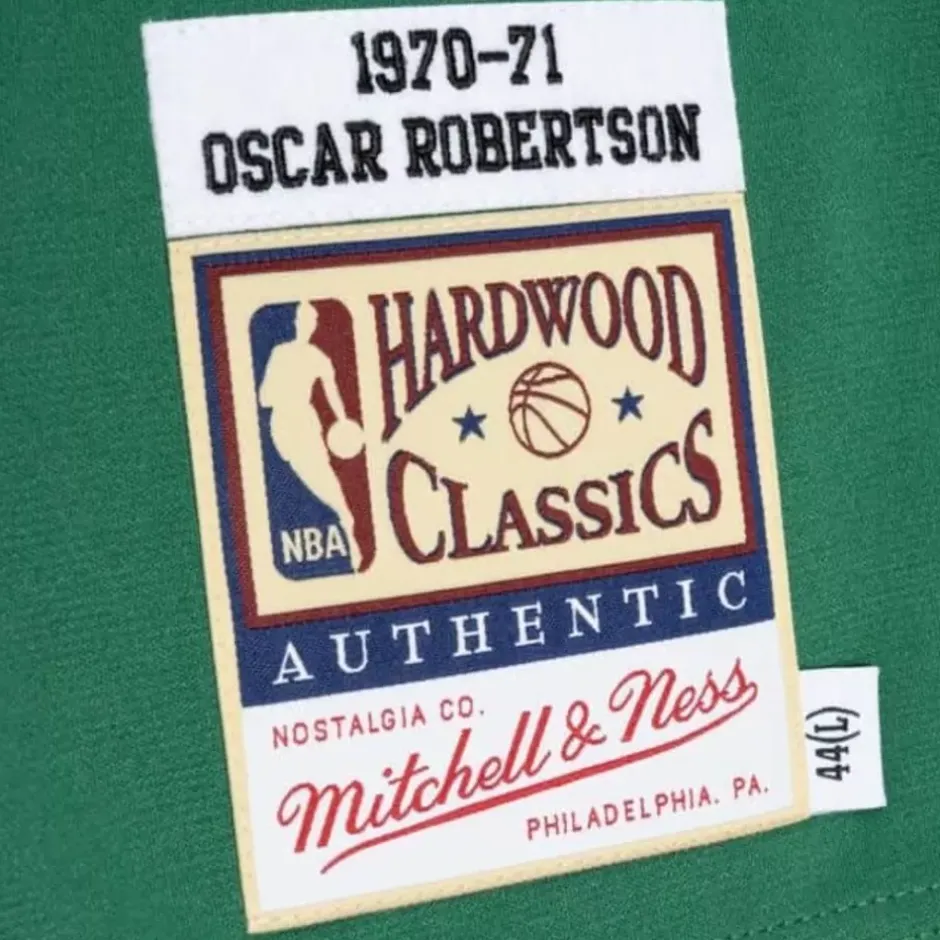 1970-71
OSCAR ROBERTSON
HARDWOOD
CLASSICS
NBA
AUTHENTIC
NOSTALGIA CO.
Mitchell & Ness
PHILADELPHIA. PA.
44(L)